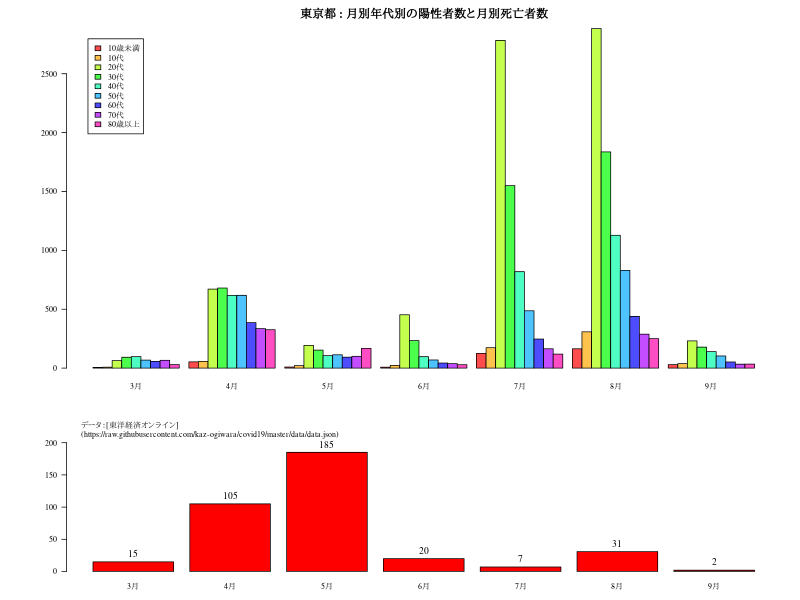 東京都 : 月別年代別の陽性者数と月別死亡者数
10歳未満
10代
20代
30代
40代
50代
60代
70代
80歳以上
2500
2000
1500
1000
500
0
3月 4月 5月 6月 7月 8月 9月
データ : [東洋経済オンライン]
(https://raw.githubusercontent.com/kaz-ogiwara/covid19/master/data/data.json)
200
150
100
50
0
15 105 185 20 7 31 2
3月 4月 5月 6月 7月 8月 9月